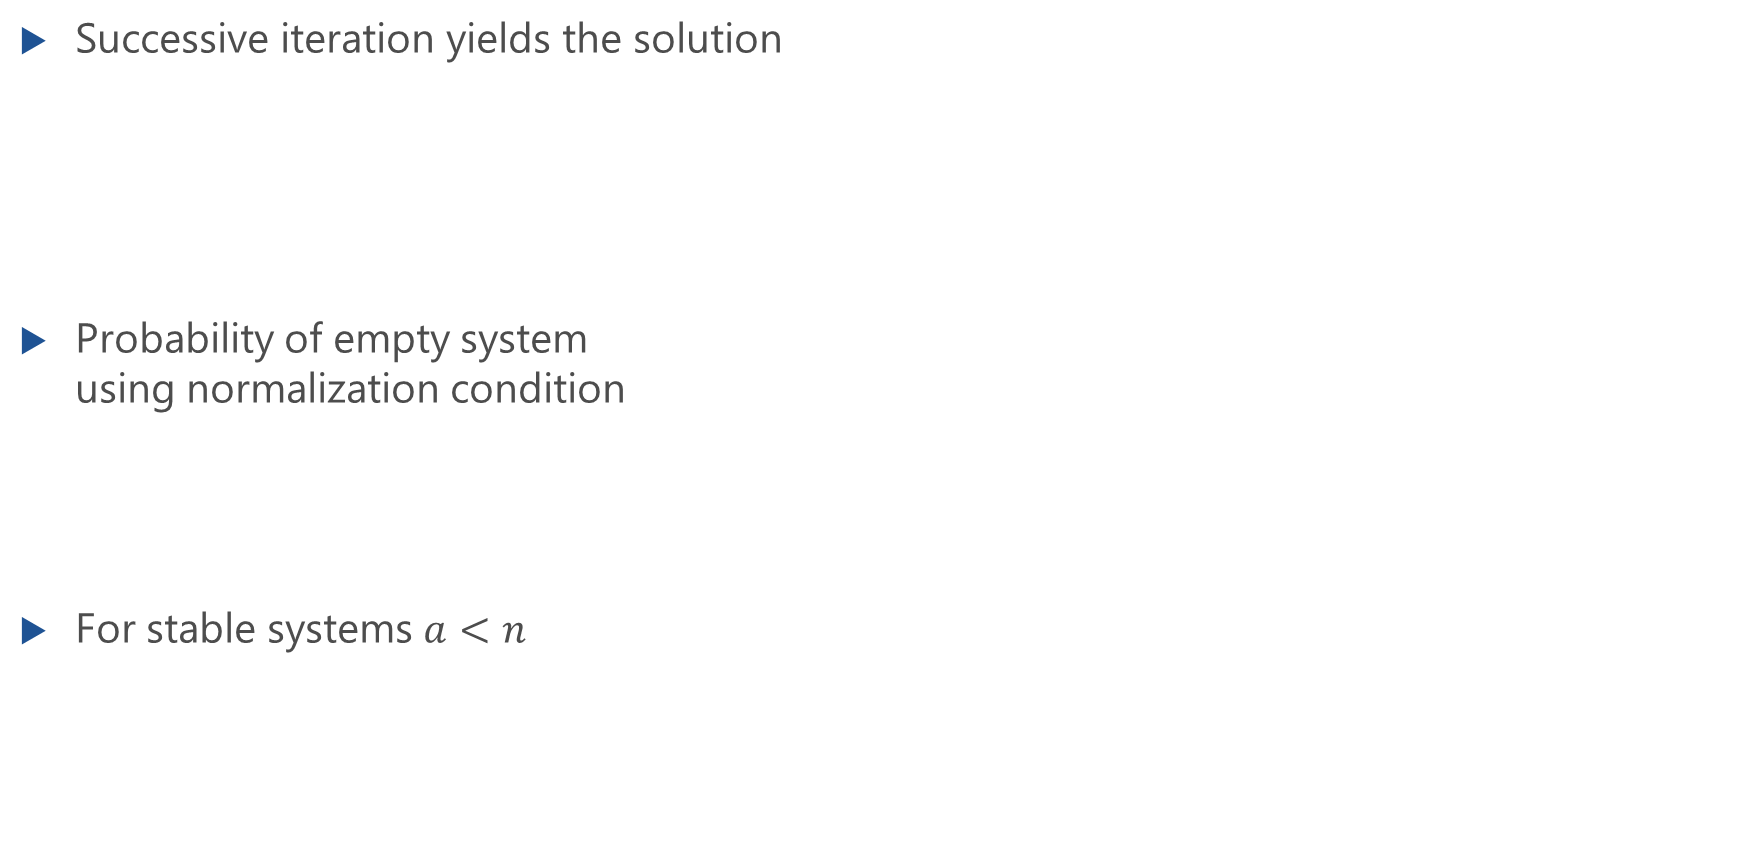 Successive iteration yields the solution
Probability of empty system
using normalization condition
For stable systems 𝑎 < 𝑛